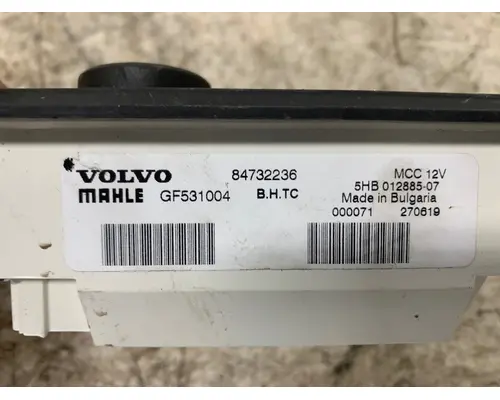 VOLVO 84732236 MCC 12V
MAHLE GF531004 B.H.TC 5HB 012885-07
Made in Bulgaria
000071 270619